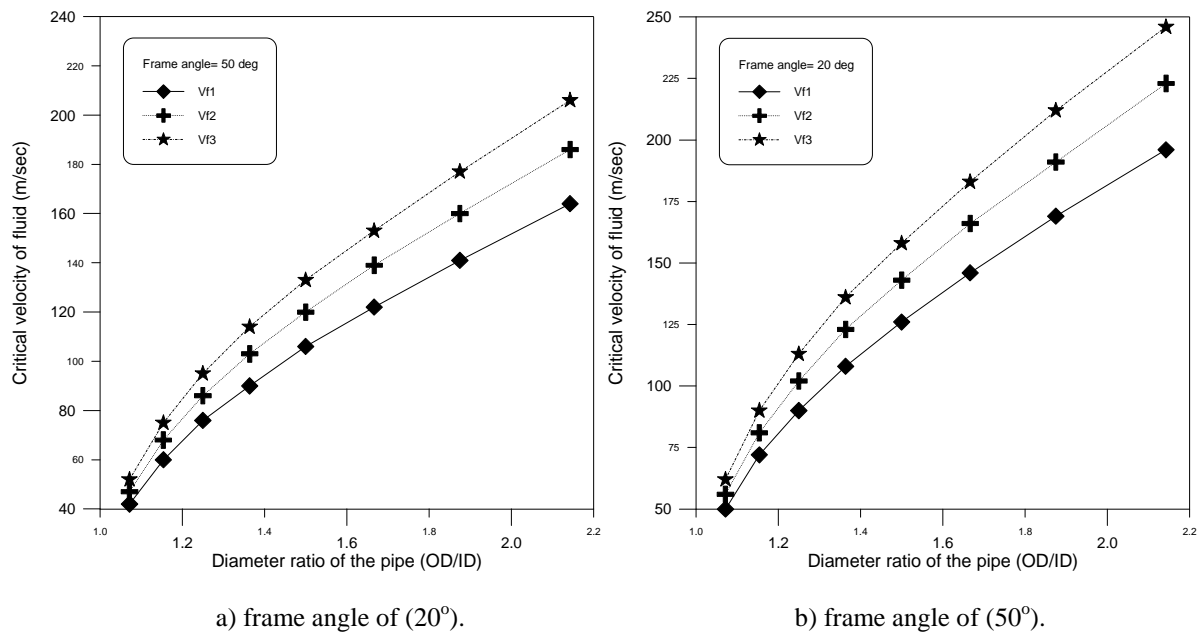 240
220
200
180
160
140
120
100
80
60
40
Critical velocity of fluid (m/sec)
Frame angle= 50 deg
Vf1
Vf2
Vf3
1.0
1.2
1.4
1.6
1.8
2.0
2.2
Diameter ratio of the pipe (OD/ID)
a) frame angle of (20°).
250
225
200
175
150
125
100
75
50
Critical velocity of fluid (m/sec)
Frame angle= 20 deg
Vf1
Vf2
Vf3
1.0
1.2
1.4
1.6
1.8
2.0
2.2
Diameter ratio of the pipe (OD/ID)
b) frame angle of (50°).